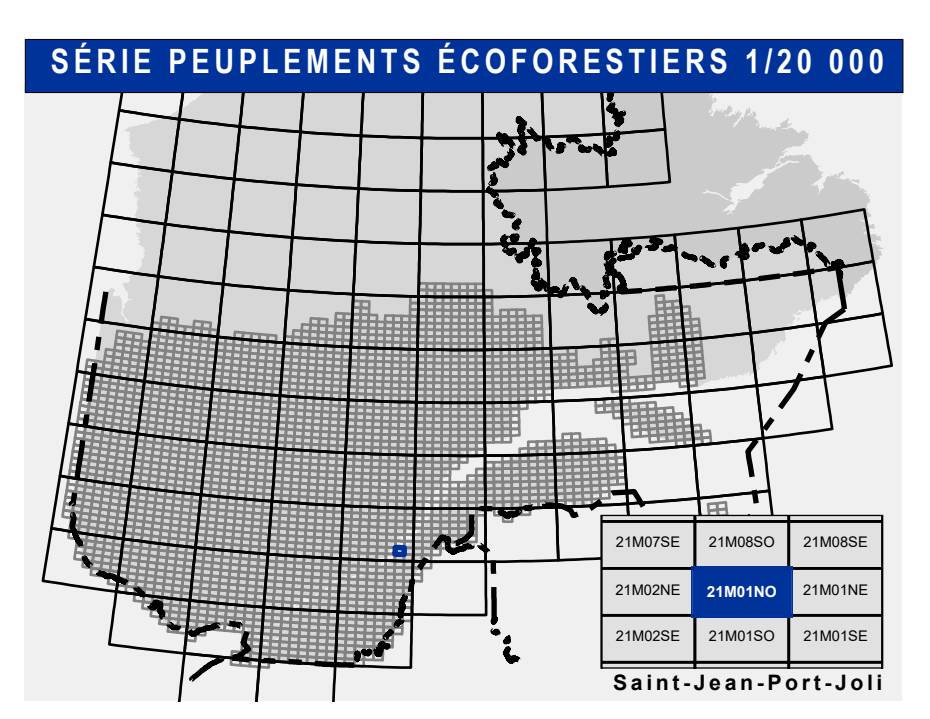 SÉRIE PEUPLEMENTS ÉCOFORESTIERS 1/20 000
21M07SE 21M08SO 21M08SE
21M02NE 21M01NO 21M01NE
21M02SE 21M01SO 21M01SE
Saint-Jean-Port-Joli